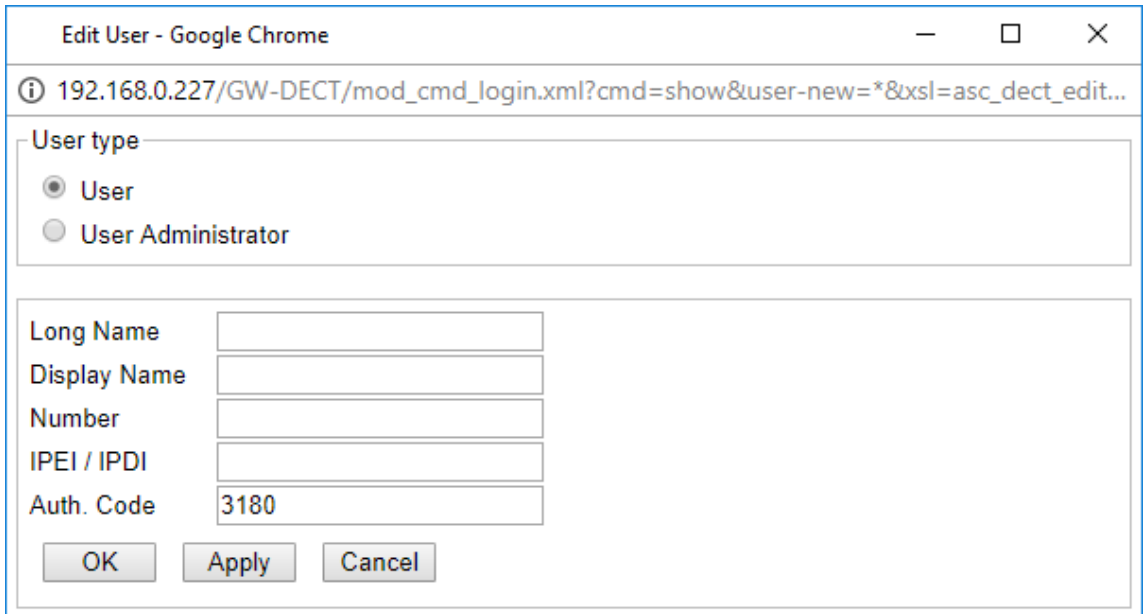 Edit User - Google Chrome
192.168.0.227/GW-DECT/mod_cmd_login.xml?cmd=show&user-new=*&xsl=asc_dect_edit...
User type
User
User Administrator
Long Name
Display Name
Number
IPEI / IPDI
Auth. Code 3180
OK Apply Cancel